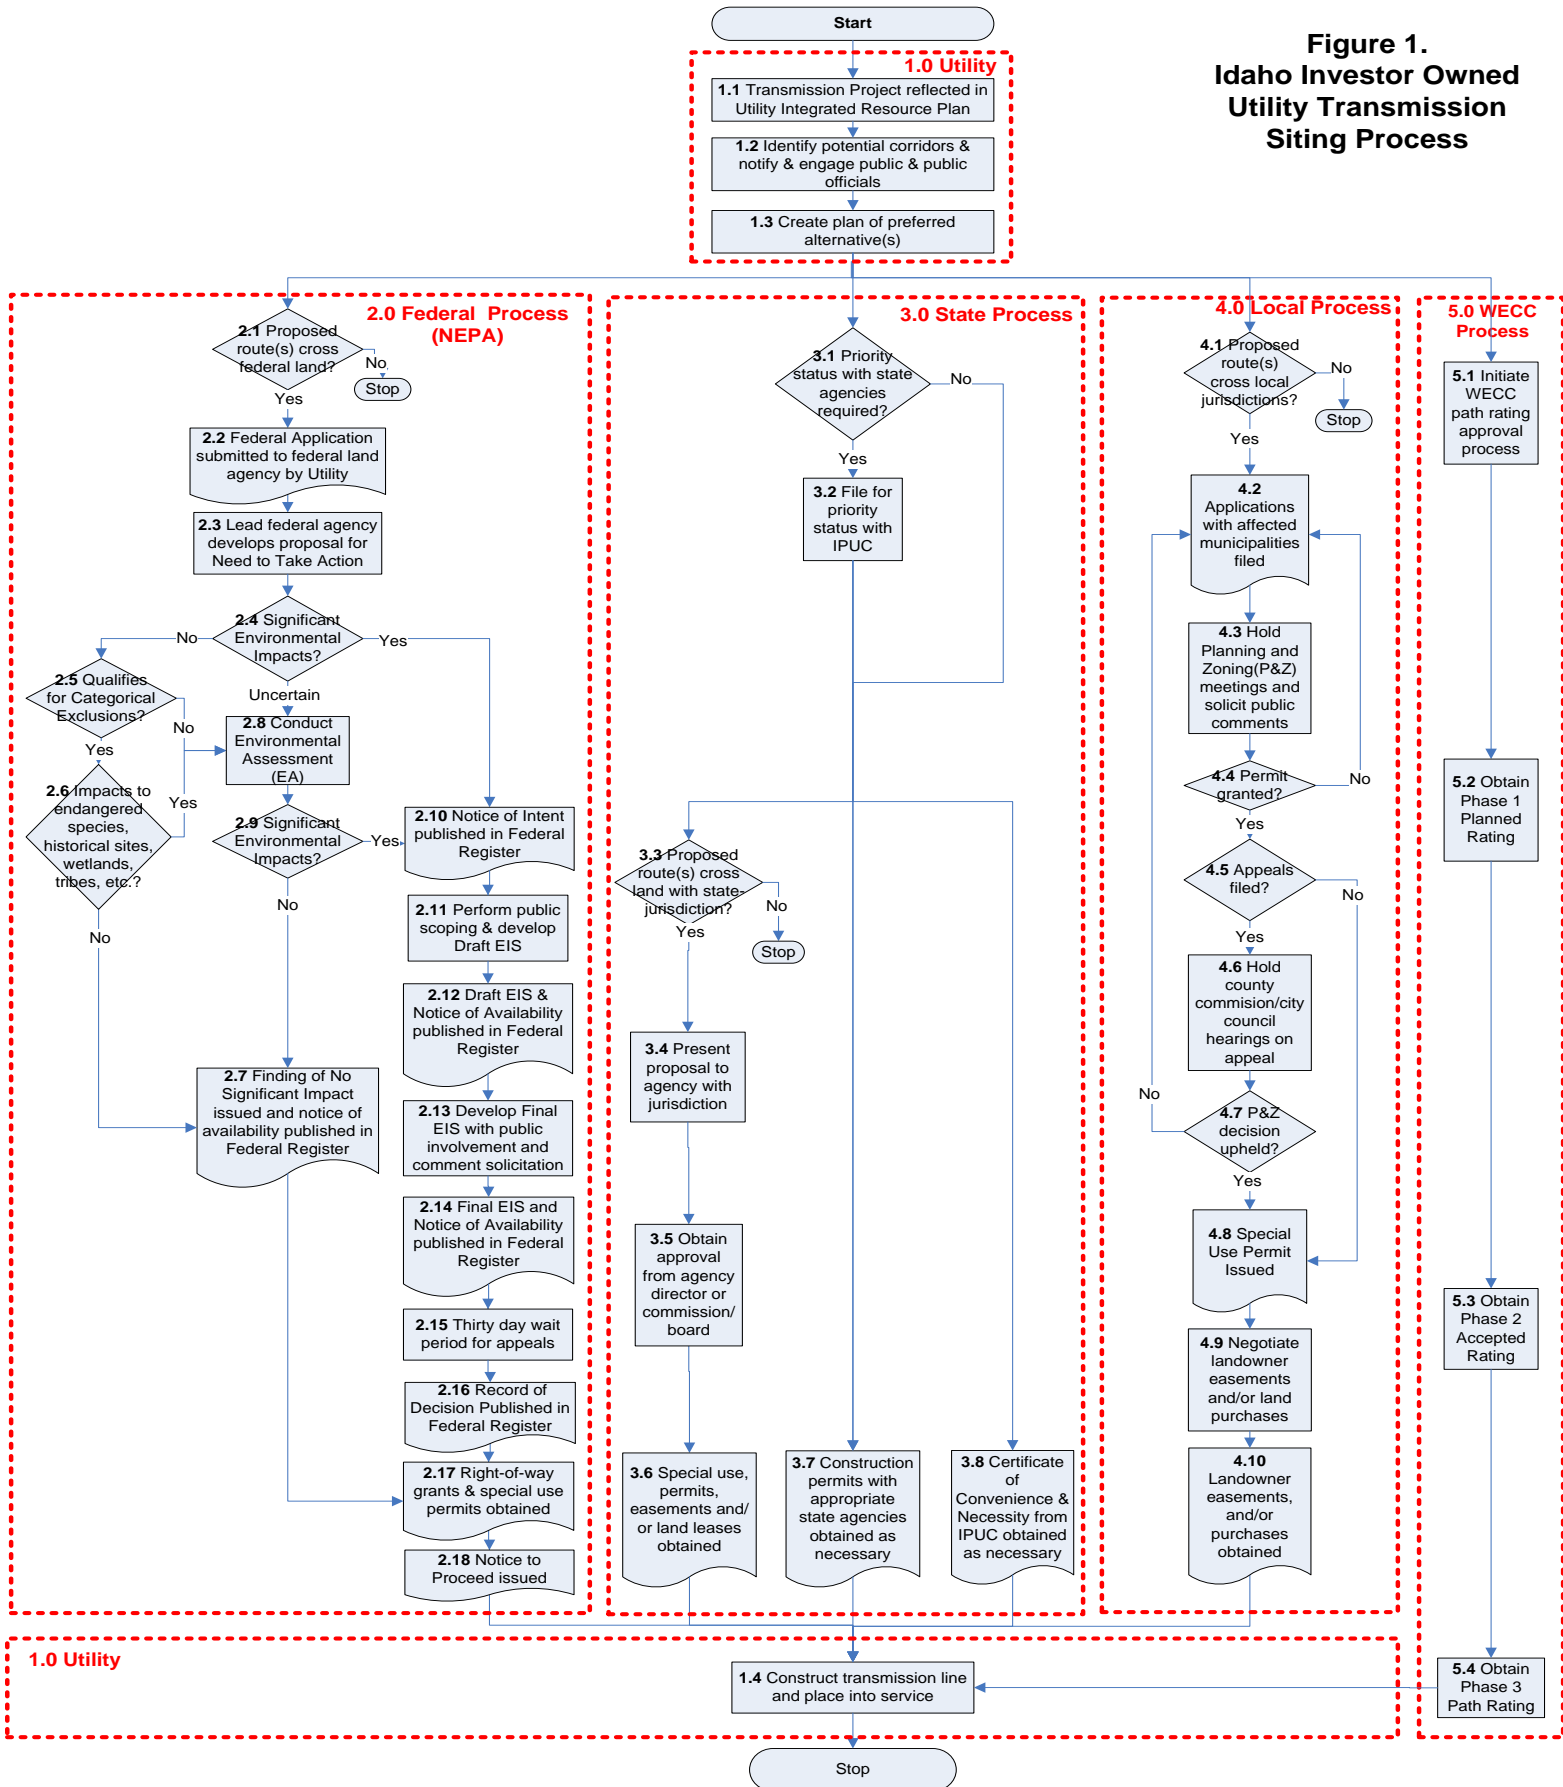 Start
Figure 1.
Idaho Investor Owned
Utility Transmission
Siting Process
1.0 Utility
1.1 Transmission Project reflected in
Utility Integrated Resource Plan
1.2 Identify potential corridors &
notify & engage public & public
officials
1.3 Create plan of preferred
alternative(s)
2.0 Federal Process
(NEPA)
2.1 Proposed
route(s) cross
federal land?
No
Stop
Yes
2.2 Federal Application
submitted to federal land
agency by Utility
2.3 Lead federal agency
develops proposal for
Need to Take Action
2.4 Significant
Environmental
Impacts?
No
Yes
Uncertain
2.5 Qualifies
for Categorical
Exclusions?
No
Yes
2.6 Impacts to
endangered
species,
historical sites,
wetlands,
tribes, etc.?
Yes
No
2.8 Conduct
Environmental
Assessment
(EA)
2.9 Significant
Environmental
Impacts?
Yes
No
2.7 Finding of No
Significant Impact
issued and notice of
availability published in
Federal Register
2.10 Notice of Intent
published in Federal
Register
2.11 Perform public
scoping & develop
Draft EIS
2.12 Draft EIS &
Notice of Availability
published in Federal
Register
2.13 Develop Final
EIS with public
involvement and
comment solicitation
2.14 Final EIS and
Notice of Availability
published in Federal
Register
2.15 Thirty day wait
period for appeals
2.16 Record of
Decision Published in
Federal Register
2.17 Right-of-way
grants & special use
permits obtained
2.18 Notice to
Proceed issued
3.0 State Process
3.1 Priority
status with state
agencies
required?
No
Yes
3.2 File for
priority
status with
IPUC
3.3 Proposed
route(s) cross
land with state-
jurisdiction?
No
Stop
Yes
3.4 Present
proposal to
agency with
jurisdiction
3.5 Obtain
approval
from agency
director or
commission/
board
3.6 Special use,
permits,
easements and/
or land leases
obtained
3.7 Construction
permits with
appropriate
state agencies
obtained as
necessary
3.8 Certificate
of
Convenience &
Necessity from
IPUC obtained
as necessary
4.0 Local Process
4.1 Proposed
route(s)
cross local
jurisdictions?
No
Stop
Yes
4.2
Applications
with affected
municipalities
filed
4.3 Hold
Planning and
Zoning(P&Z)
meetings and
solicit public
comments
4.4 Permit
granted?
No
Yes
4.5 Appeals
filed?
No
Yes
4.6 Hold
county
commision/city
council
hearings on
appeal
No
4.7 P&Z
decision
upheld?
Yes
4.8 Special
Use Permit
Issued
4.9 Negotiate
landowner
easements
and/or land
purchases
4.10
Landowner
easements,
and/or
purchases
obtained
5.0 WECC
Process
5.1 Initiate
WECC
path rating
approval
process
5.2 Obtain
Phase 1
Planned
Rating
5.3 Obtain
Phase 2
Accepted
Rating
5.4 Obtain
Phase 3
Path Rating
1.0 Utility
1.4 Construct transmission line
and place into service
Stop